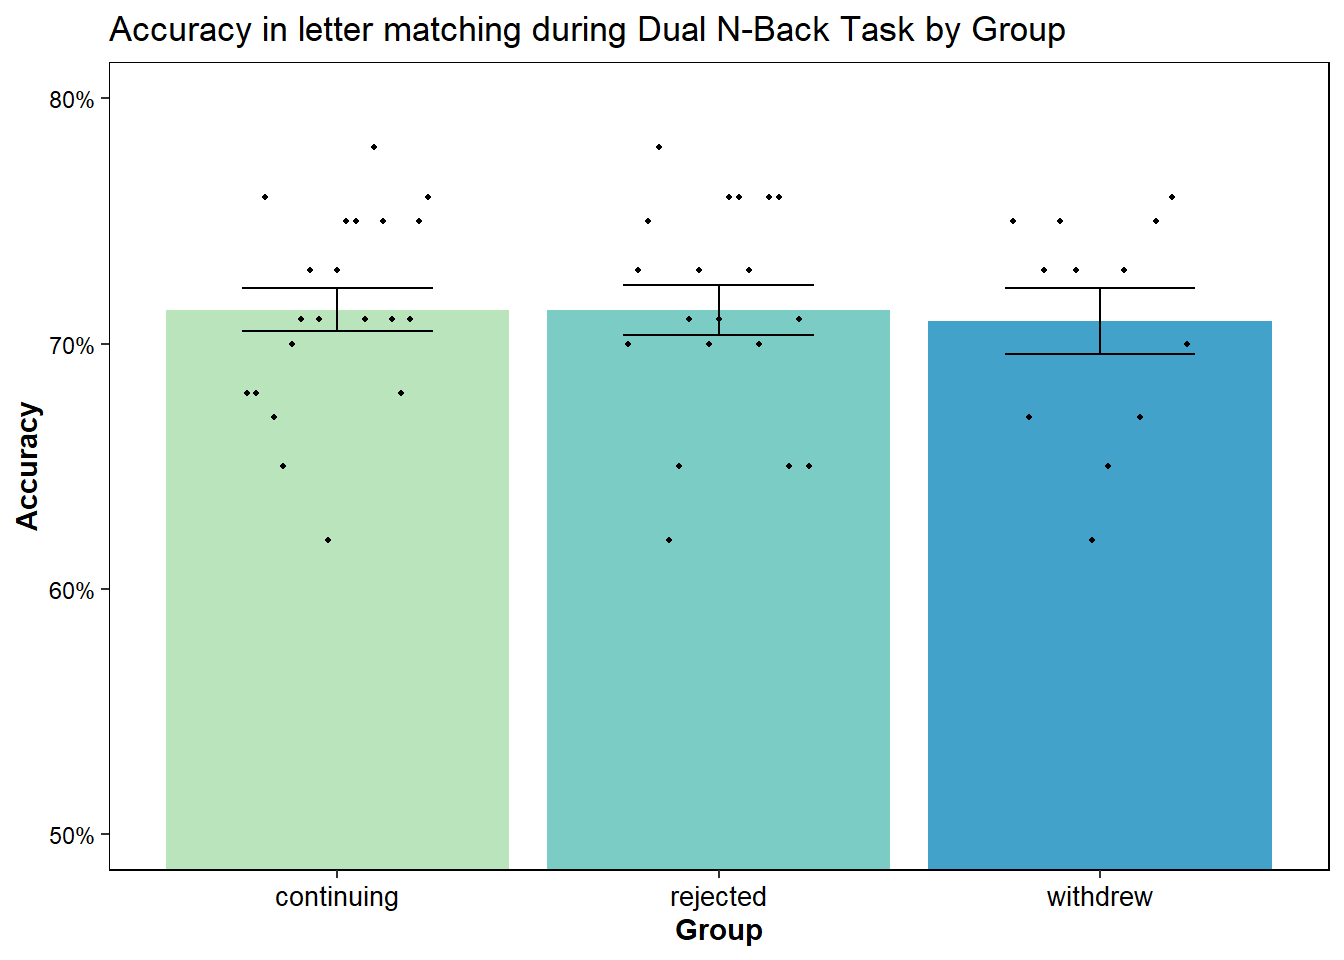 Accuracy in letter matching during Dual N-Back Task by Group
80%
70%
60%
50%
Accuracy
continuing
rejected
withdrew
Group